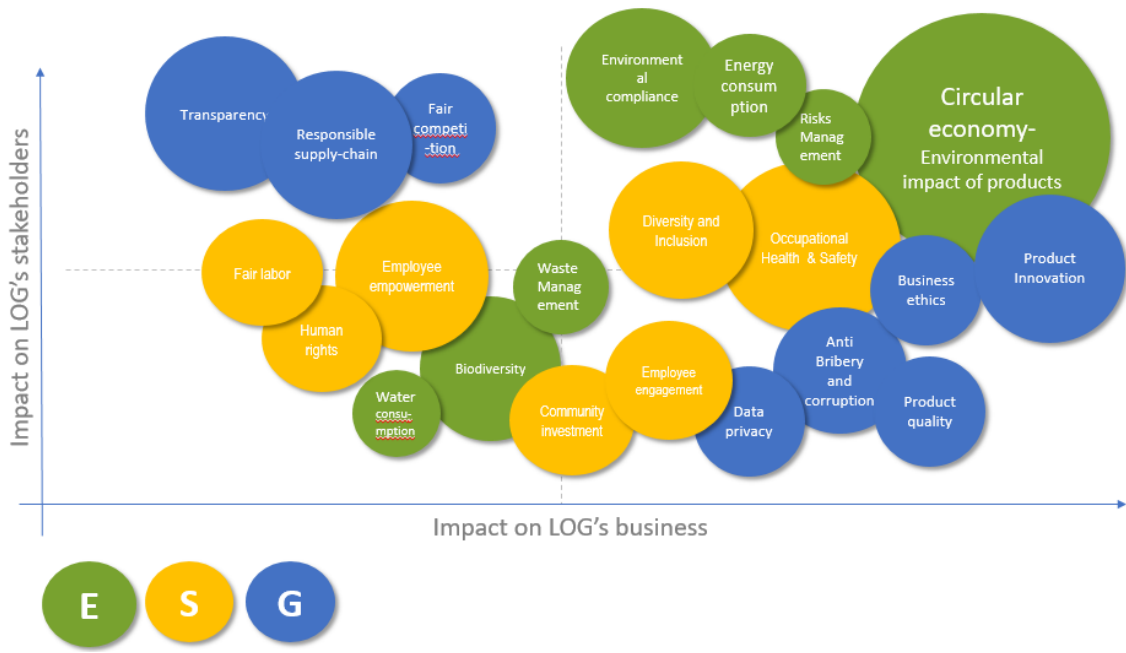 Impact on LOG's stakeholders
Transparency
Responsible
supply-chain
Fair
competi
-tion
Environment
al
compliance
Energy
consum
ption
Risks
Manag
ement
Circular
economy-
Environmental
impact of products
Fair labor
Human
rights
Employee
empowerment
Waste
Manag
ement
Diversity and
Inclusion
Occupational
Health & Safety
Business
ethics
Product
Innovation
Water
consu-
mption
Biodiversity
Community
investment
Employee
engagement
Data
privacy
Anti
Bribery
and
corruption
Product
quality
Impact on LOG's business
E
S
G